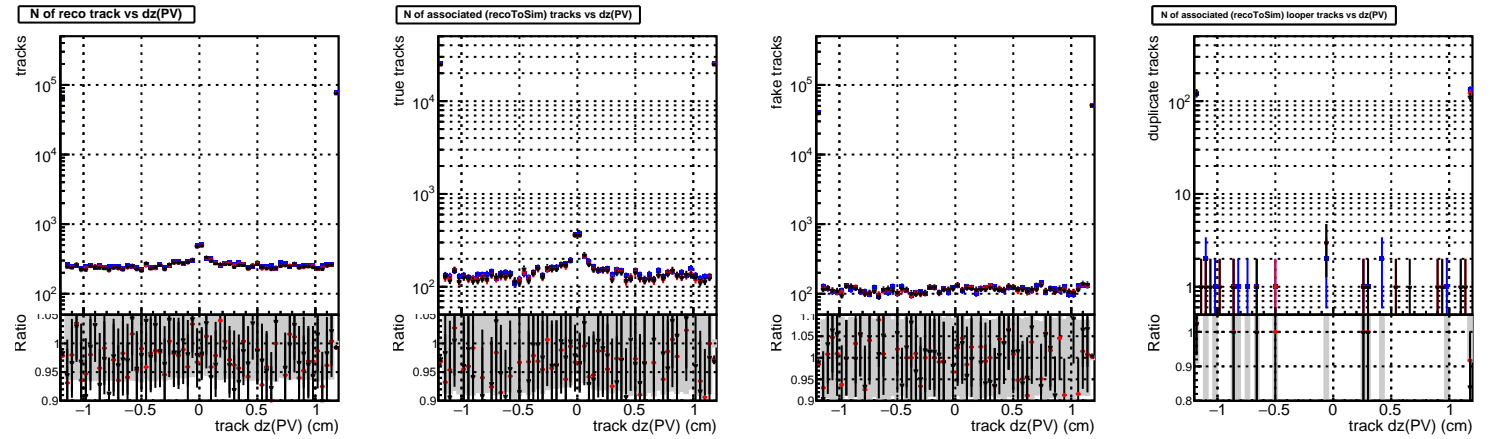 N of reco track vs dz(PV)
tracks
10^5
10^4
10^3
10^2
Ratio
1.05
1
0.95
0.9
−1 −0.5 0 0.5 1
track dz(PV) (cm)
N of associated (recoToSim) tracks vs dz(PV)
true tracks
10^4
10^3
10^2
Ratio
1.05
1
0.95
0.9
−1 −0.5 0 0.5 1
track dz(PV) (cm)
fake tracks
10^5
10^4
10^3
10^2
Ratio
1.1
1.05
1
0.95
0.9
−1 −0.5 0 0.5 1
track dz(PV) (cm)
N of associated (recoToSim) looper tracks vs dz(PV)
duplicate tracks
10^2
10
1
Ratio
1
0.9
0.8
−1 −0.5 0 0.5 1
track dz(PV) (cm)